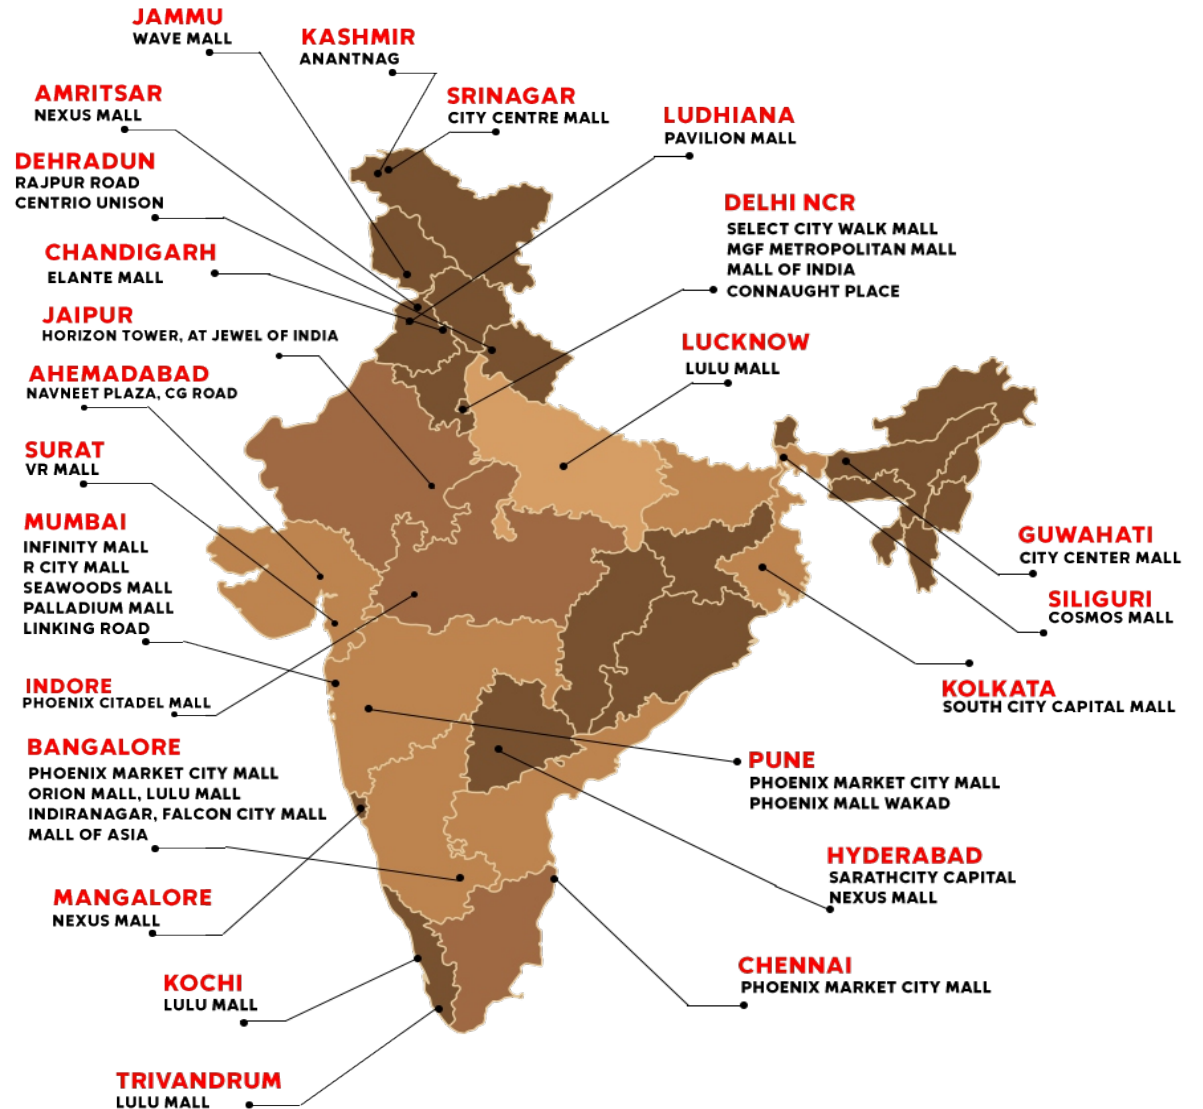 JAMMU
WAVE MALL
KASHMIR
ANANTNAG
AMRITSAR
NEXUS MALL
SRINAGAR
CITY CENTRE MALL
LUDHIANA
PAVILION MALL
DEHRADUN
RAJPUR ROAD
CENTRIO UNISON
DELHI NCR
SELECT CITY WALK MALL
MGF METROPOLITAN MALL
MALL OF INDIA
CONNAUGHT PLACE
CHANDIGARH
ELANTE MALL
JAIPUR
HORIZON TOWER, AT JEWEL OF INDIA
LUCKNOW
LULU MALL
AHEMADABAD
NAVNEET PLAZA, CG ROAD
SURAT
VR MALL
MUMBAI
INFINITY MALL
R CITY MALL
SEAWOODS MALL
PALLADIUM MALL
LINKING ROAD
GUWAHATI
CITY CENTER MALL
SILIGURI
COSMOS MALL
INDORE
PHOENIX CITADEL MALL
KOLKATA
SOUTH CITY CAPITAL MALL
BANGALORE
PHOENIX MARKET CITY MALL
ORION MALL, LULU MALL
INDIRANAGAR, FALCON CITY MALL
MALL OF ASIA
PUNE
PHOENIX MARKET CITY MALL
PHOENIX MALL WAKAD
HYDERABAD
SARATHCITY CAPITAL
NEXUS MALL
MANGALORE
NEXUS MALL
CHENNAI
PHOENIX MARKET CITY MALL
KOCHI
LULU MALL
TRIVANDRUM
LULU MALL